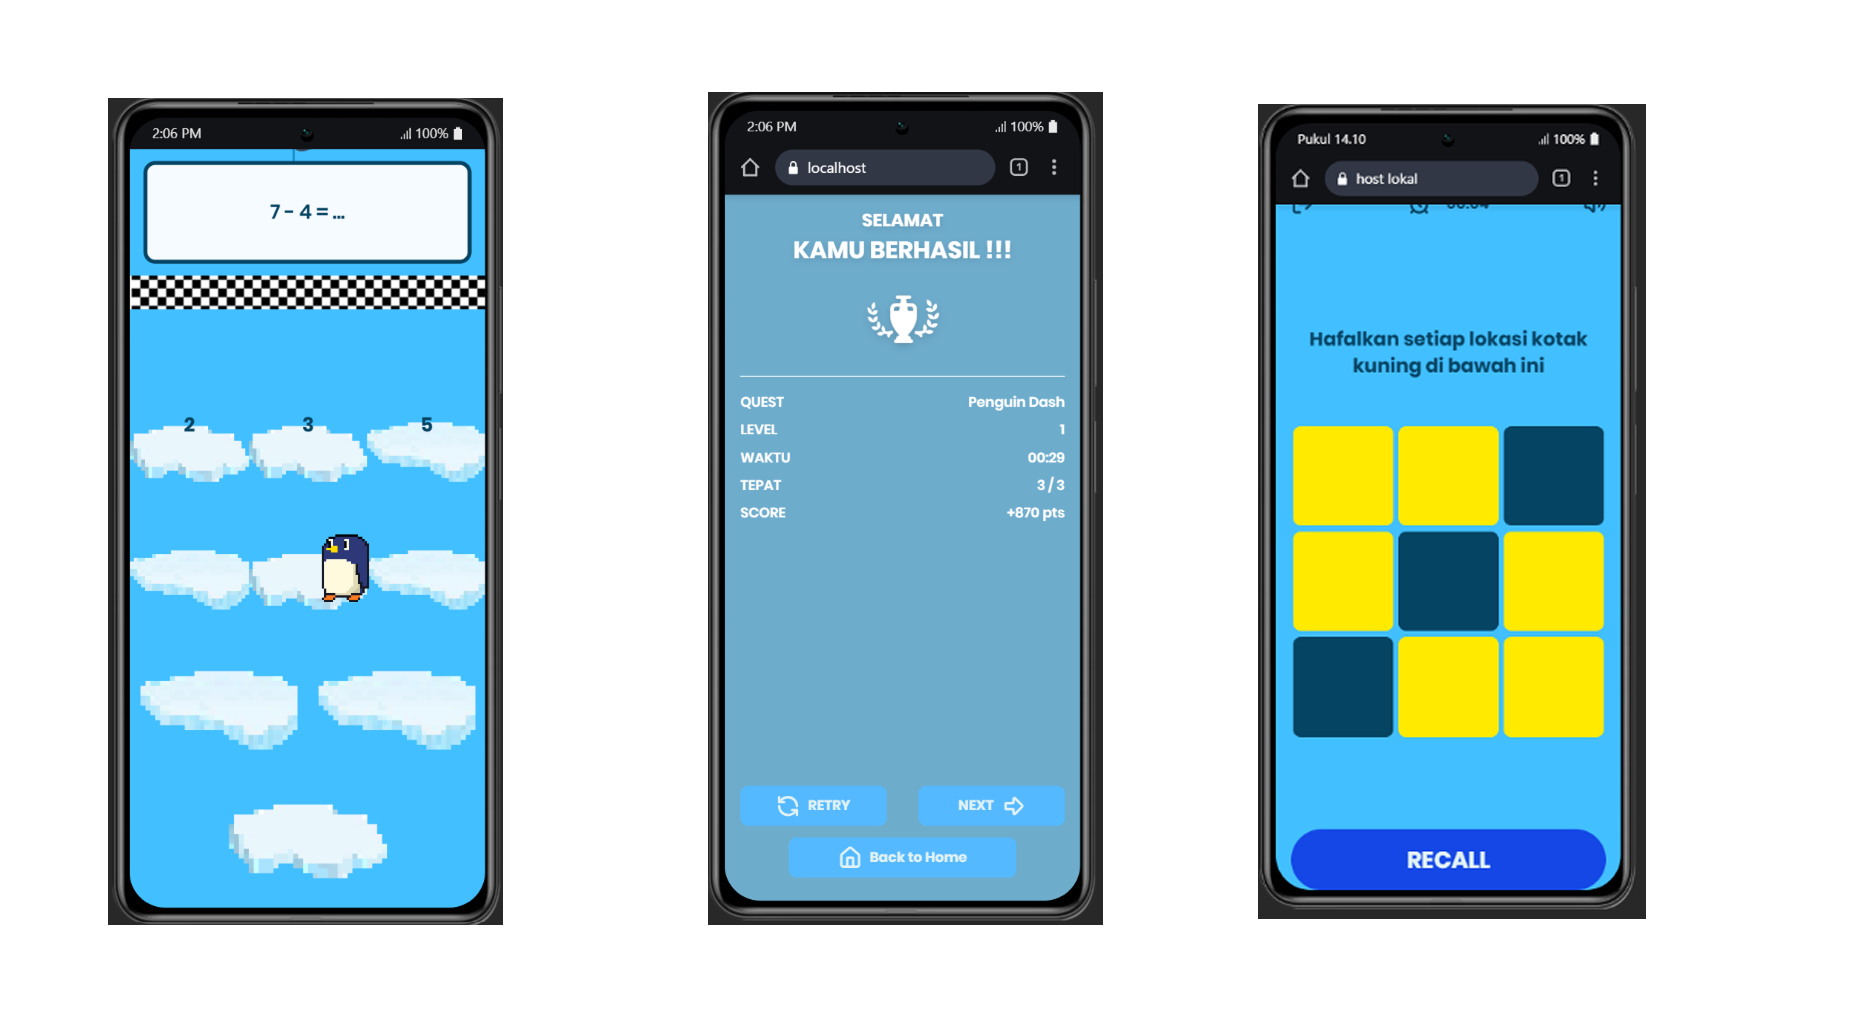 2:06 PM
100%
7 - 4 = ...
2
3
5
2:06 PM
100%
localhost
1
SELAMAT
KAMU BERHASIL !!!
QUEST Penguin Dash
LEVEL 1
WAKTU 00:29
TEPAT 3 / 3
SCORE +870 pts
RETRY
NEXT
Back to Home
Pukul 14.10
100%
host lokal
1
Hafalkan setiap lokasi kotak
kuning di bawah ini
RECALL